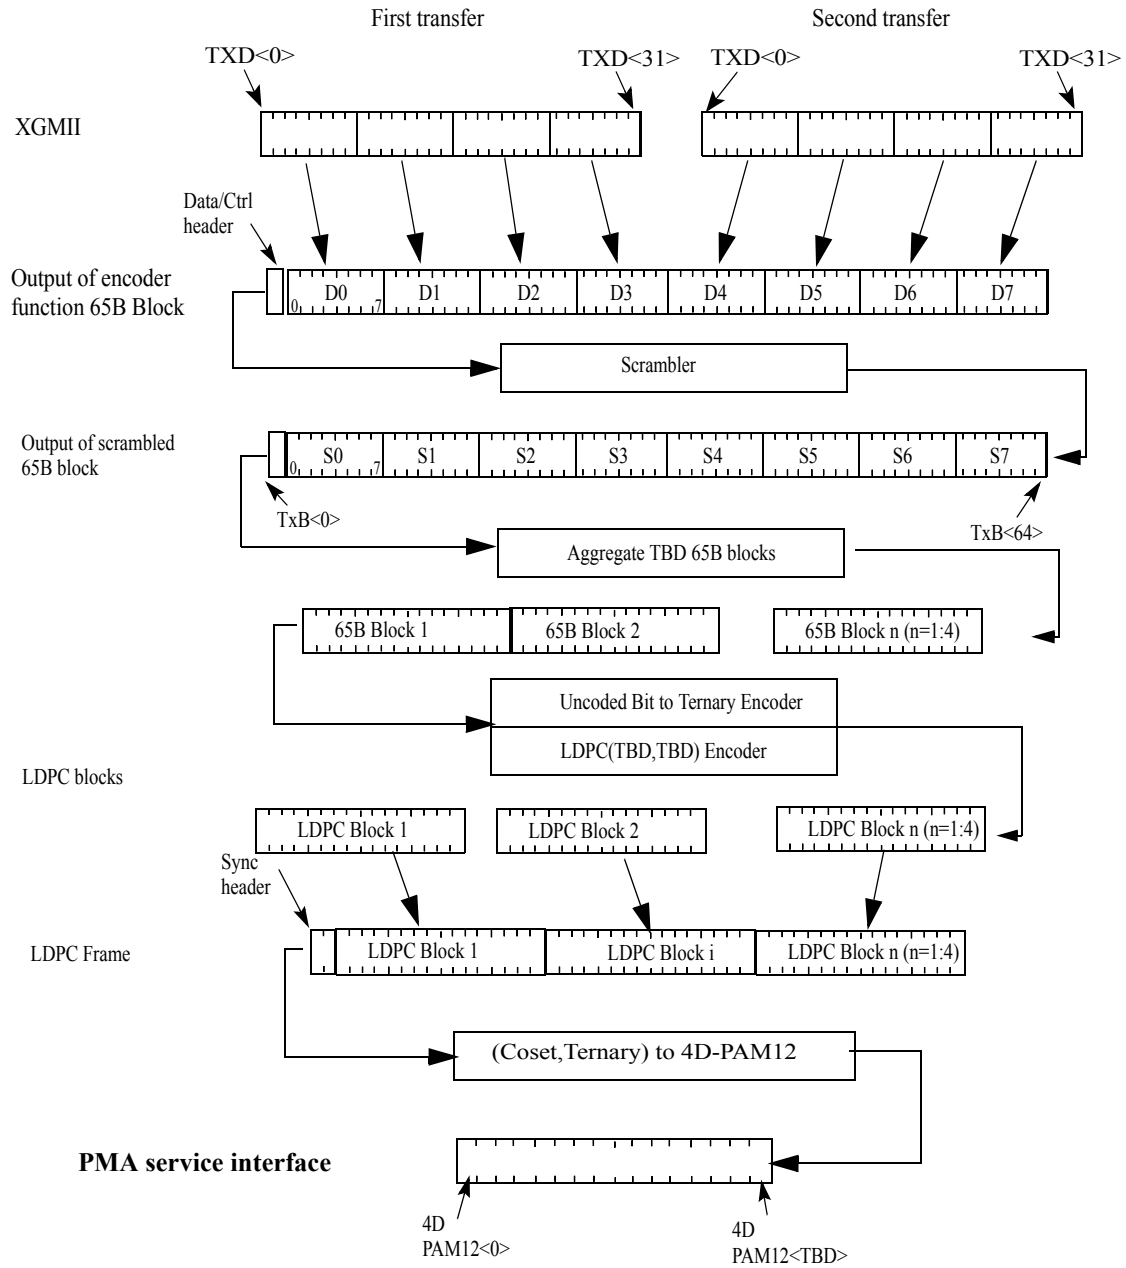 First transfer
Second transfer
TXD<0>
TXD<31>
TXD<0>
TXD<31>
XGMII
Data/Ctrl
header
Output of encoder
function 65B Block
D0
D1
D2
D3
D4
D5
D6
D7
0
7
Scrambler
Output of scrambled
65B block
S0
S1
S2
S3
S4
S5
S6
S7
0
7
TxB<0>
TxB<64>
Aggregate TBD 65B blocks
65B Block 1
65B Block 2
65B Block n (n=1:4)
Uncoded Bit to Ternary Encoder
LDPC(TBD,TBD) Encoder
LDPC blocks
LDPC Block 1
LDPC Block 2
LDPC Block n (n=1:4)
Sync
header
LDPC Frame
LDPC Block 1
LDPC Block i
LDPC Block n (n=1:4)
(Coset,Ternary) to 4D-PAM12
PMA service interface
4D
PAM12<0>
4D
PAM12<TBD>